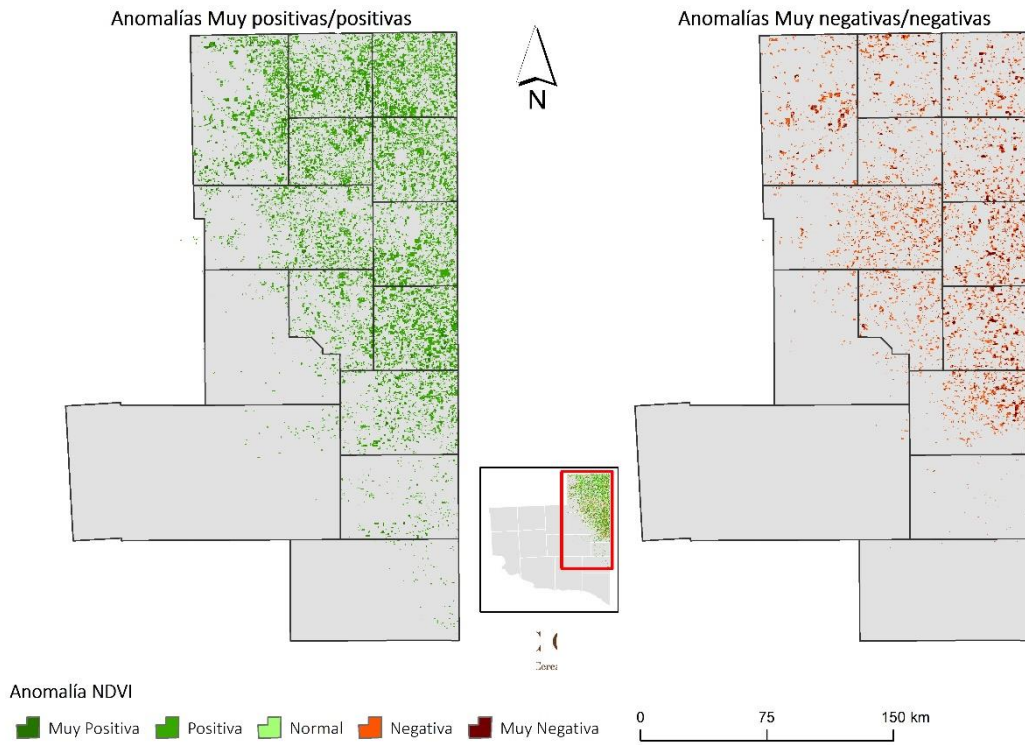 Anomalías Muy positivas/positivas
Anomalías Muy negativas/negativas
N
Anomalía NDVI
Muy Positiva Positiva Normal Negativa Muy Negativa
0 75 150 km